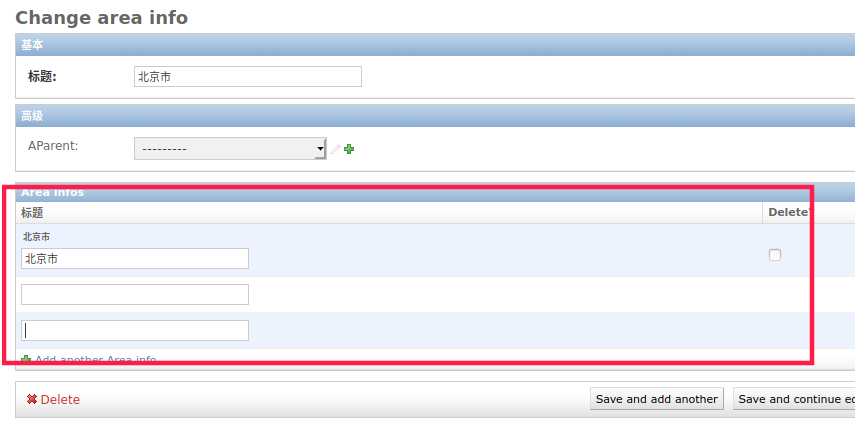 Change area info
基本
标题: 北京市
高级
AParent: ---------
Area infos
标题 Delete?
北京市
北京市
Add another Area info
Delete Save and add another Save and continue ed